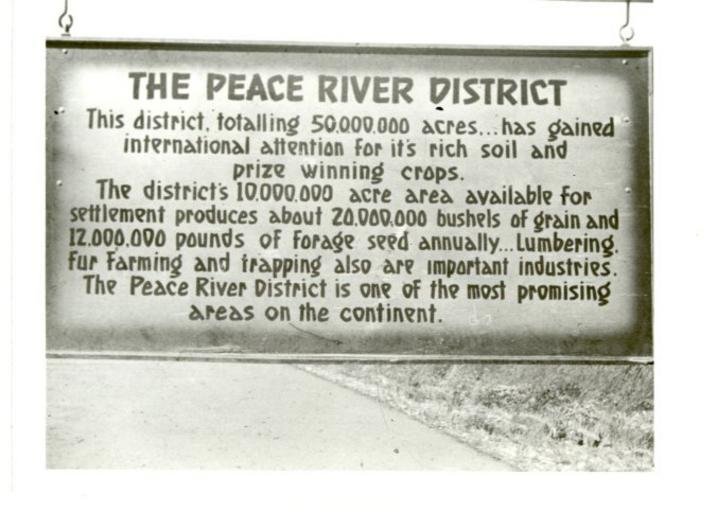 THE PEACE RIVER DISTRICT
This district, totalling 50,000,000 acres...has gained
international attention for it's rich soil and
prize winning crops.
The district's 10,000,000 acre area available for
settlement produces about 20,000,000 bushels of grain and
12,000,000 pounds of forage seed annually...Lumbering,
fur farming and trapping also are important industries.
The Peace River District is one of the most promising
areas on the continent.